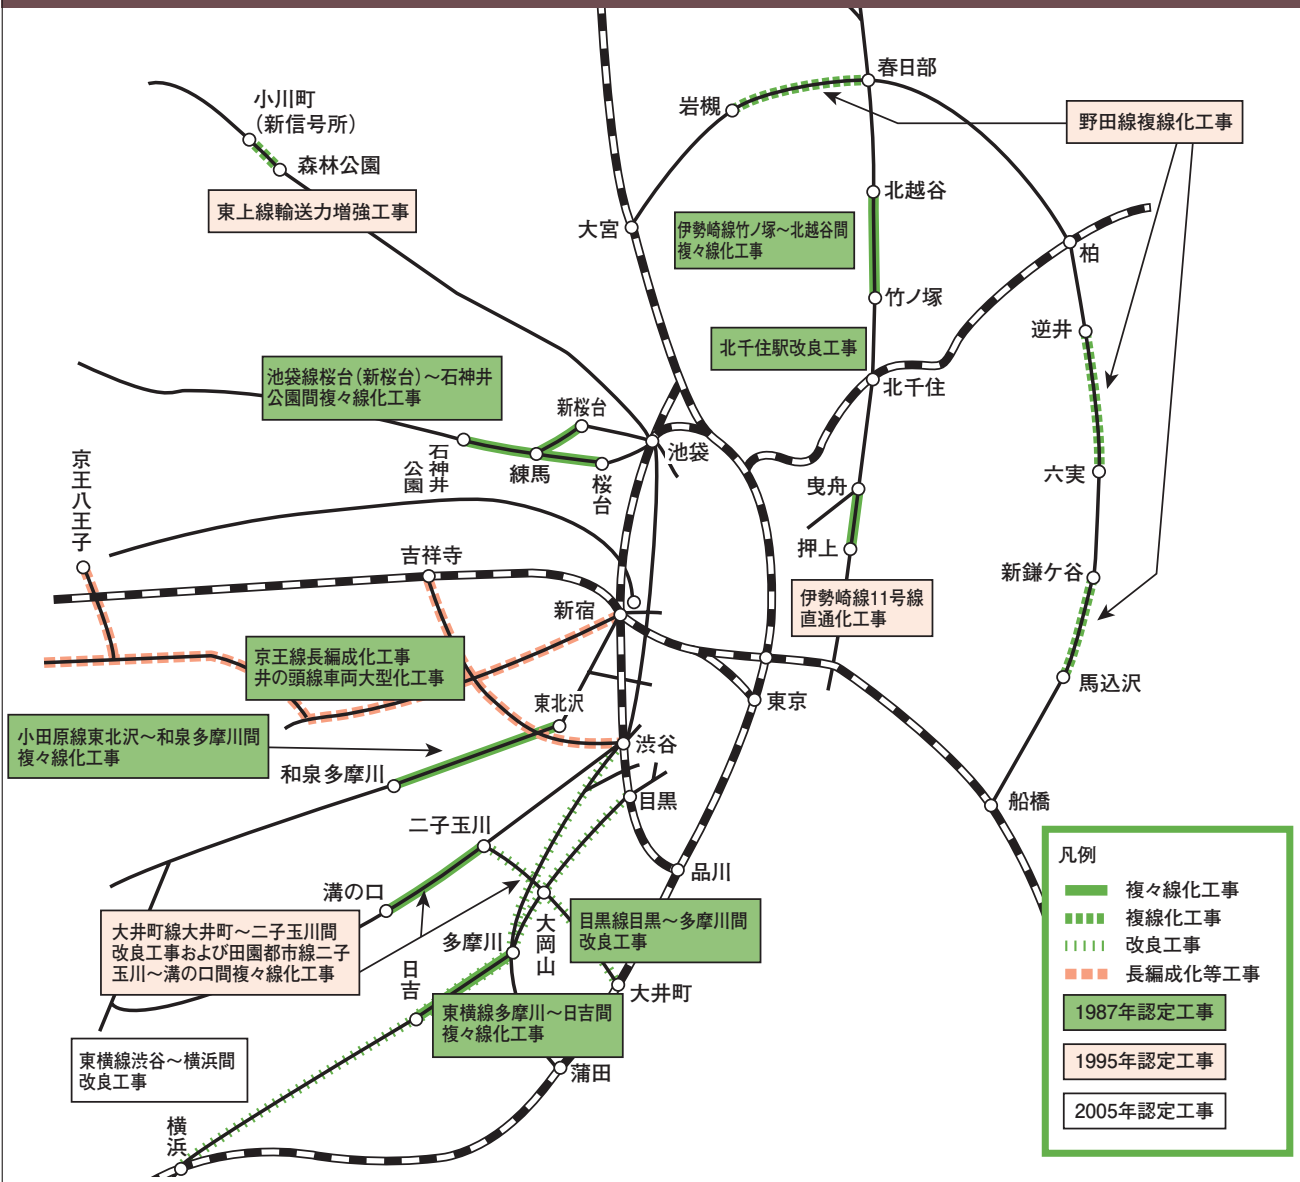 小川町
（新信号所）
森林公園
東上線輸送力増強工事
春日部
岩槻
野田線複線化工事
北越谷
大宮
伊勢崎線竹ノ塚～北越谷間
複々線化工事
柏
竹ノ塚
逆井
北千住駅改良工事
北千住
池袋線桜台（新桜台）～石神井
公園間複々線化工事
新桜台
池袋
石神井
公園
練馬
桜台
六実
曳舟
押上
京王八王子
吉祥寺
新宿
新鎌ケ谷
伊勢崎線11号線
直通化工事
京王線長編成化工事
井の頭線車両大型化工事
馬込沢
東北沢
東京
小田原線東北沢～和泉多摩川間
複々線化工事
渋谷
和泉多摩川
目黒
船橋
二子玉川
品川
溝の口
大井町線大井町～二子玉川間
改良工事および田園都市線二子
玉川～溝の口間複々線化工事
大岡山
目黒線目黒～多摩川間
改良工事
多摩川
日吉
大井町
東横線多摩川～日吉間
複々線化工事
東横線渋谷～横浜間
改良工事
蒲田
横浜
凡例
複々線化工事
複線化工事
改良工事
長編成化等工事
1987年認定工事
1995年認定工事
2005年認定工事